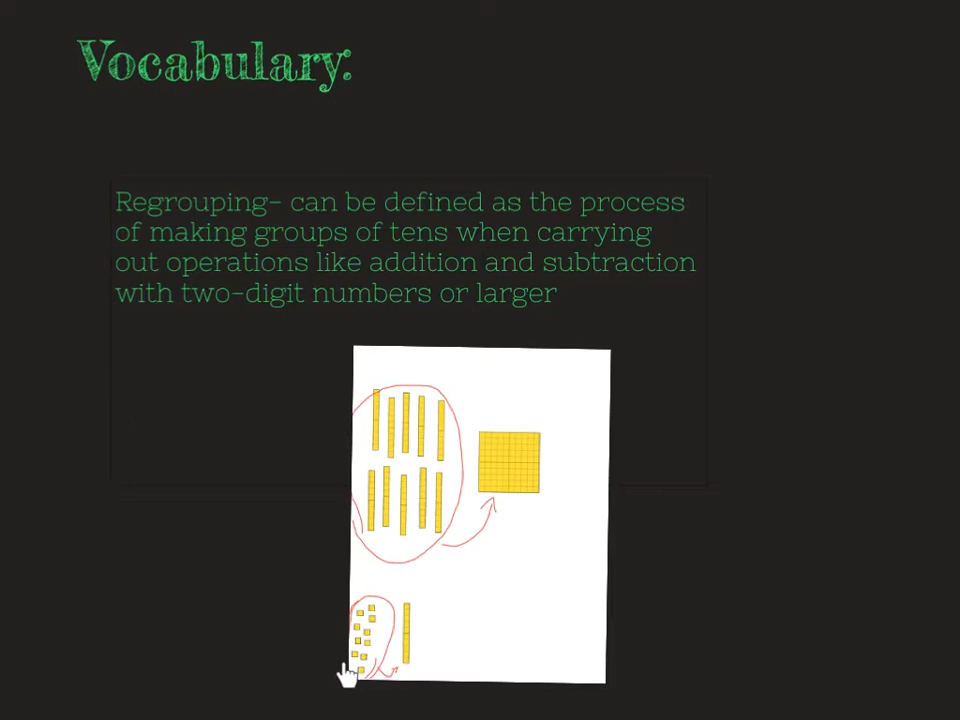 Vocabulary:
Regrouping- can be defined as the process
of making groups of tens when carrying
out operations like addition and subtraction
with two-digit numbers or larger